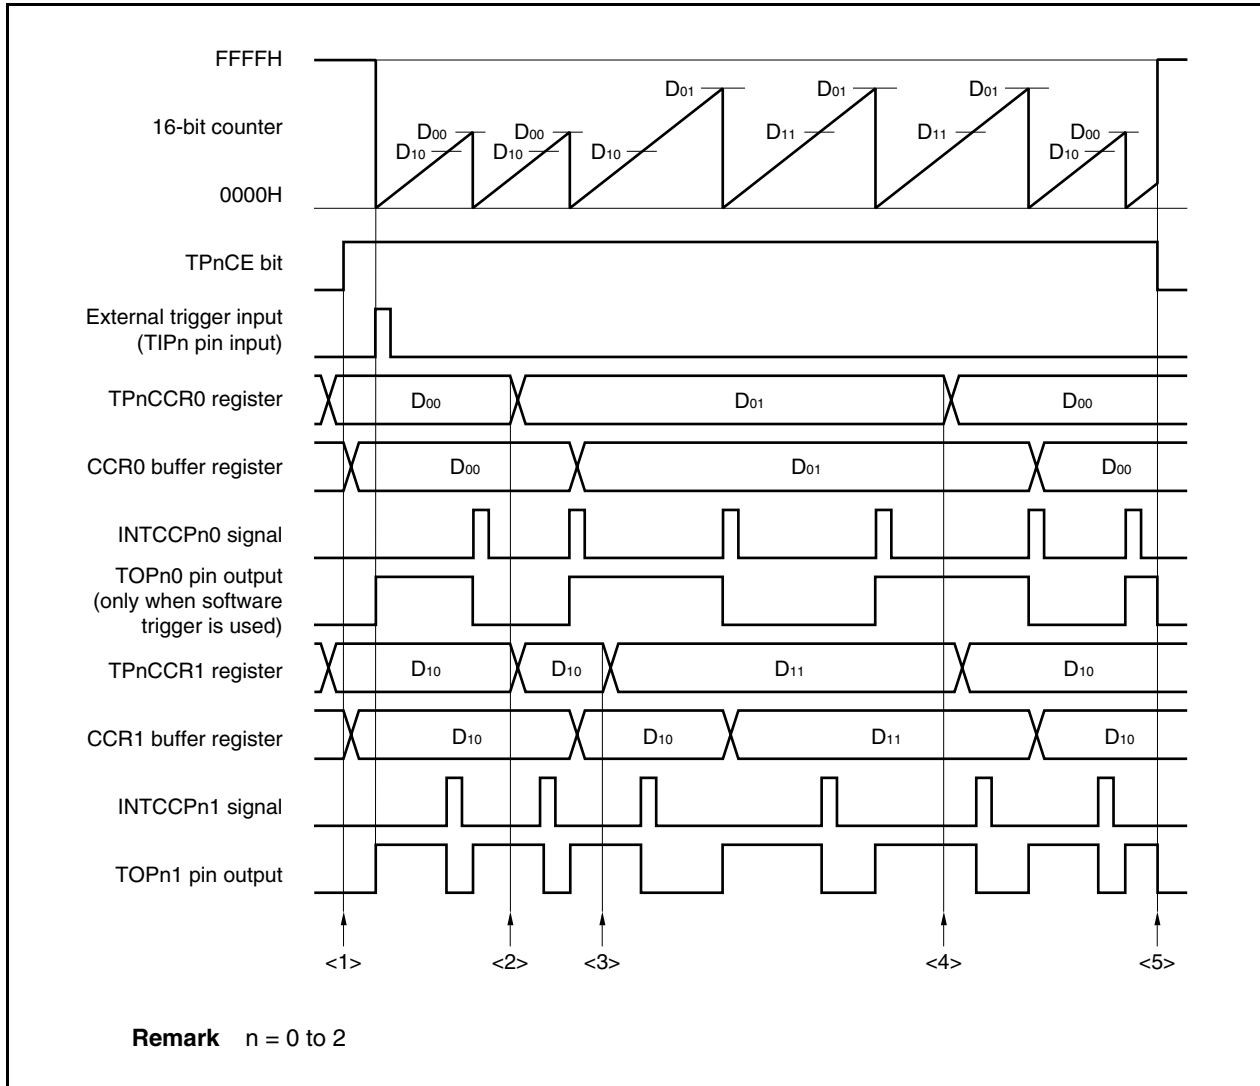 FFFFH
D01 D01 D01
16-bit counter
D00 D00 D11 D11 D00
D10 D10 D10 D10
0000H
TPnCE bit
External trigger input
(TIPn pin input)
TPnCCR0 register D00 D01 D00
CCR0 buffer register D00 D01 D00
INTCCPn0 signal
TOPn0 pin output
(only when software
trigger is used)
TPnCCR1 register D10 D10 D11 D10
CCR1 buffer register D10 D10 D11 D10
INTCCPn1 signal
TOPn1 pin output
<1> <2> <3> <4> <5>
Remark n = 0 to 2